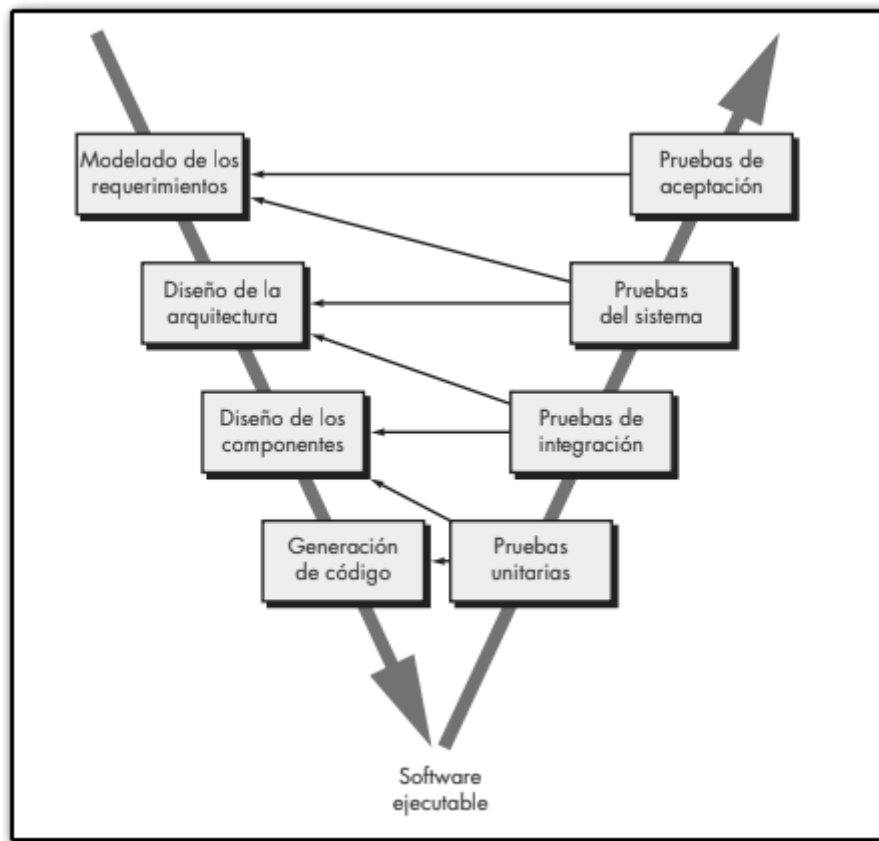 Modelado de los
requerimientos
Pruebas de
aceptación
Diseño de la
arquitectura
Pruebas
del sistema
Diseño de los
componentes
Pruebas de
integración
Generación
de código
Pruebas
unitarias
Software
ejecutable